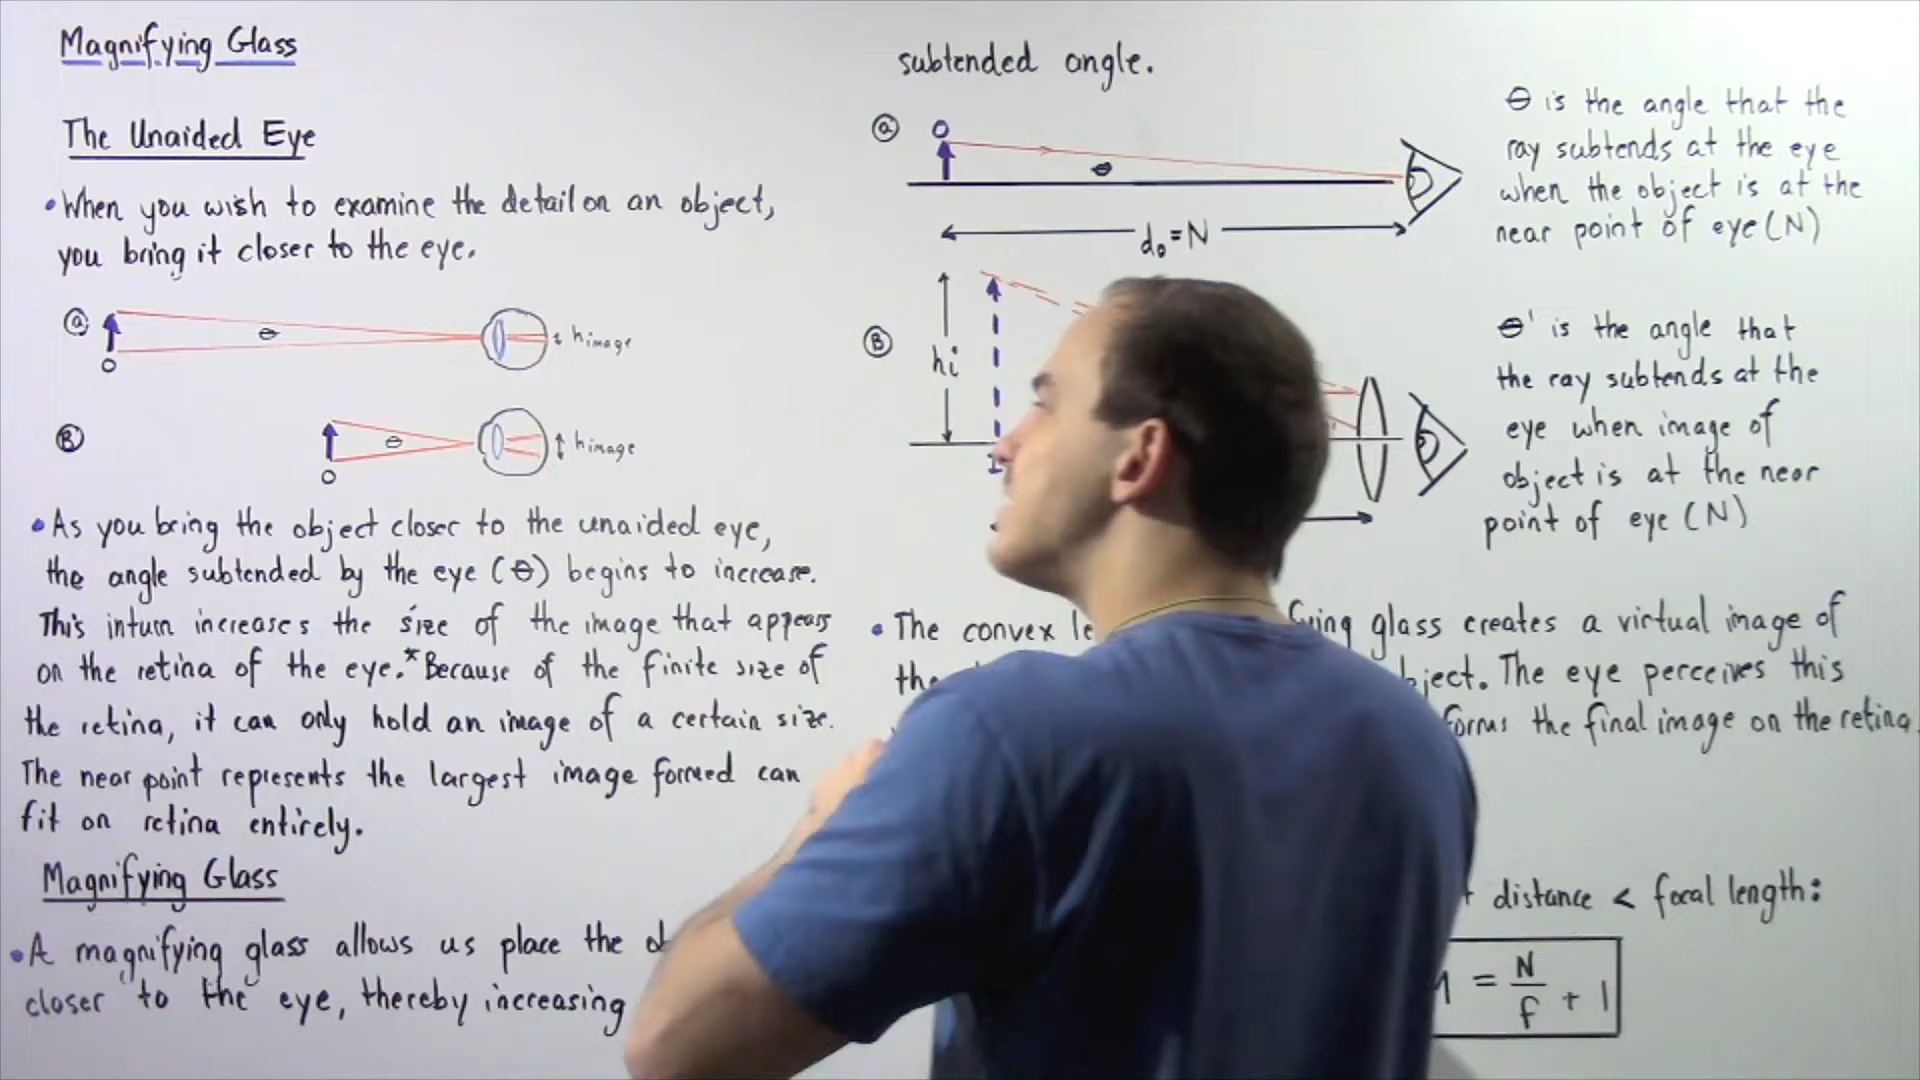 Magnifying Glass
The Unaided Eye
• When you wish to examine the detail on an object,
you bring it closer to the eye.
a
θ
O
himage
B
θ
O
himage
• As you bring the object closer to the unaided eye,
the angle subtended by the eye (θ) begins to increase.
This inturn increases the size of the image that appears
on the retina of the eye.* Because of the finite size of
the retina, it can only hold an image of a certain size.
The near point represents the largest image formed can
fit on retina entirely.
Magnifying Glass
• A magnifying glass allows us place the
closer to the eye, thereby increasing
subtended angle.
a
O
θ
do = N
B
hi
I
θ is the angle that the
ray subtends at the eye
when the object is at the
near point of eye (N)
θ' is the angle that
the ray subtends at the
eye when image of
object is at the near
point of eye (N)
• The convex glass creates a virtual image of
The eye perceives this
the final image on the retina.
distance < focal length:
= N/f + 1